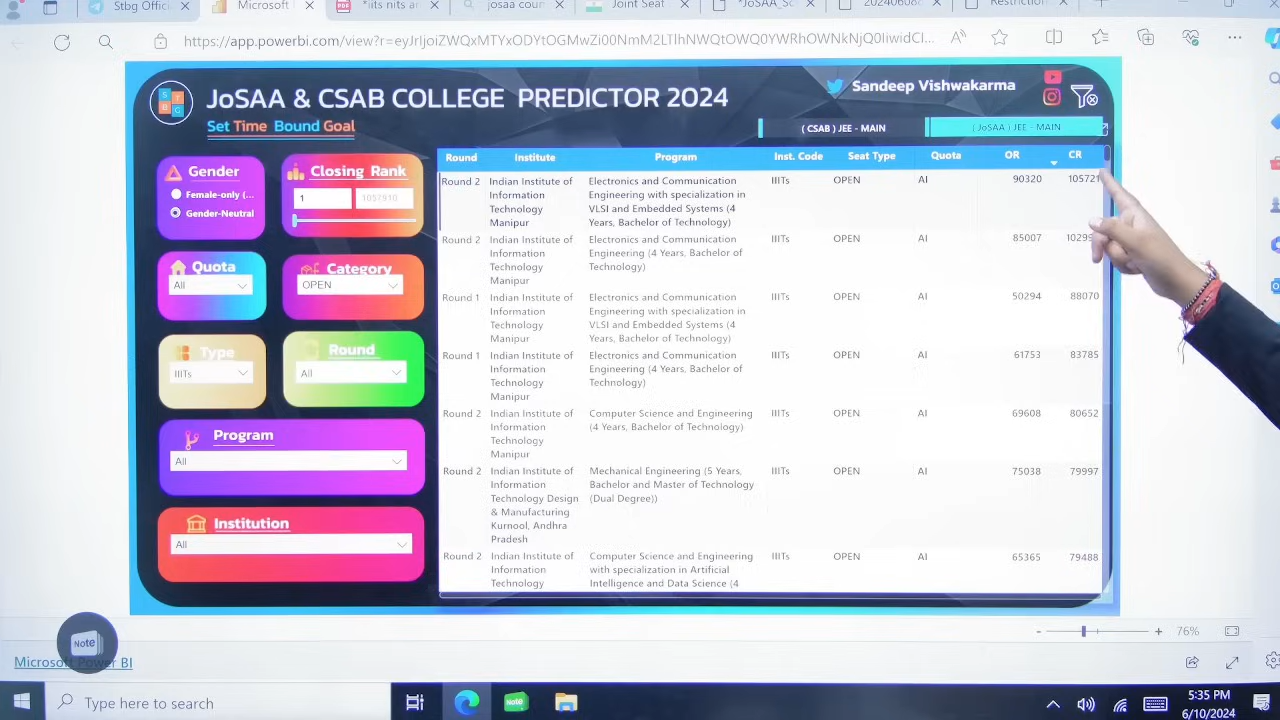 Stbg Offici
Microsoft
iits nits a
josaa coun
Joint Seat
JoSAA_Sc
20240608
Restriction
https://app.powerbi.com/view?r=eyJrIjoiZWQxMTYxODYtOGMwZi00NmM2LTlhNWQtOWQ0YWRhOWNkNjQ0IiwidC...
JoSAA & CSAB COLLEGE PREDICTOR 2024
Set Time Bound Goal
Sandeep Vishwakarma
( CSAB ) JEE - MAIN
( JoSAA ) JEE - MAIN
Gender
Female-only (...
Gender-Neutral
Closing Rank
1
1057910
Quota
All
Category
OPEN
Type
IIITs
Round
All
Program
All
Institution
All
Round Institute Program Inst. Code Seat Type Quota OR CR
Round 2 Indian Institute of Electronics and Communication IIITs OPEN AI 90320 105721
Information Engineering with specialization in
Technology VLSI and Embedded Systems (4
Manipur Years, Bachelor of Technology)
Round 2 Indian Institute of Electronics and Communication IIITs OPEN AI 85007
Information Engineering (4 Years, Bachelor of
Technology Technology)
Manipur
Round 1 Indian Institute of Electronics and Communication IIITs OPEN AI 50294 88070
Information Engineering with specialization in
Technology VLSI and Embedded Systems (4
Manipur Years, Bachelor of Technology)
Round 1 Indian Institute of Electronics and Communication IIITs OPEN AI 61753 83785
Information Engineering (4 Years, Bachelor of
Technology Technology)
Manipur
Round 2 Indian Institute of Computer Science and Engineering IIITs OPEN AI 69608 80652
Information (4 Years, Bachelor of Technology)
Technology
Manipur
Round 2 Indian Institute of Mechanical Engineering (5 Years, IIITs OPEN AI 75038 79997
Information Bachelor and Master of Technology
Technology Design (Dual Degree))
& Manufacturing
Kurnool, Andhra
Pradesh
Round 2 Indian Institute of Computer Science and Engineering IIITs OPEN AI 65365 79488
Information with specialization in Artificial
Technology Intelligence and Data Science (4
Note
Microsoft Power BI
- + 76%
Type here to search
Note
5:35 PM
6/10/2024